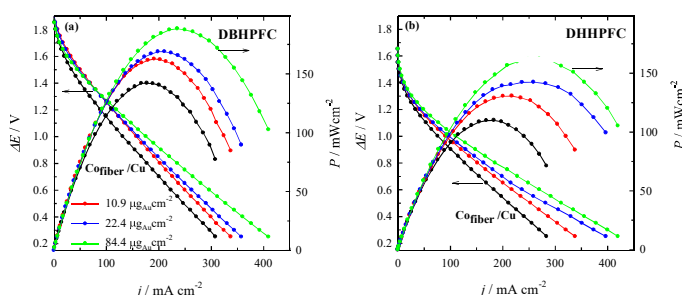 (a)
DBHPFC
1.8
1.6
1.4
1.2
1.0
0.8
0.6
0.4
0.2
ΔE / V
150
100
50
0
P / mWcm⁻²
Co_fiber /Cu
10.9 μg_Au cm⁻²
22.4 μg_Au cm⁻²
84.4 μg_Au cm⁻²
0 100 200 300 400
j / mA cm⁻²
(b)
DHHPFC
1.8
1.6
1.4
1.2
1.0
0.8
0.6
0.4
0.2
ΔE / V
150
100
50
0
P / mWcm⁻²
Co_fiber /Cu
0 100 200 300 400
j / mA cm⁻²